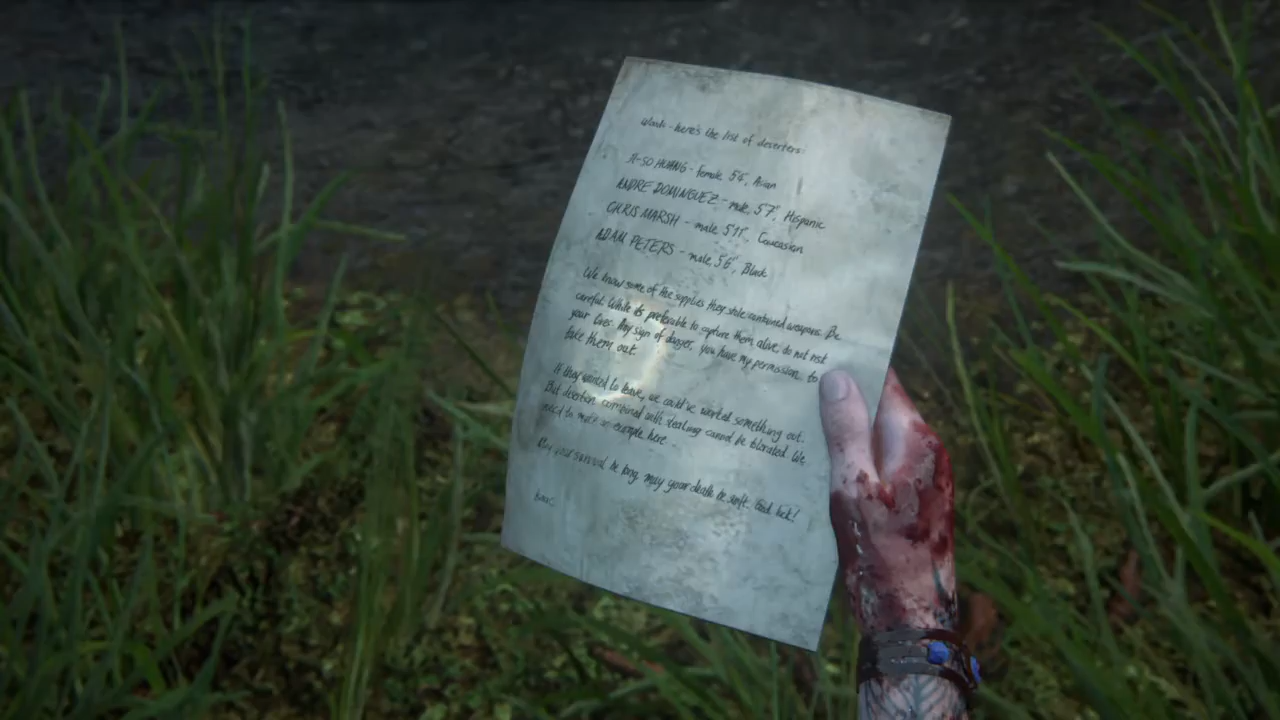 here's the list of deserters:
JI-SO HUANG - female, 5'4", Asian
ANDRE DOMINGUEZ - male, 5'7", Hispanic
CHRIS MARSH - male, 5'11", Caucasian
ADAM PETERS - male, 5'6", Black
We know some of the supplies they stole contained weapons. Be
careful. While its preferable to capture them alive, do not risk
your lives. Any sign of danger, you have my permission to
take them out.
If they wanted to leave, we could've worked something out.
But desertion combined with stealing cannot be tolerated. We
need to make an example here.
May your survival be long, may your death be swift. Good luck!
Isaac